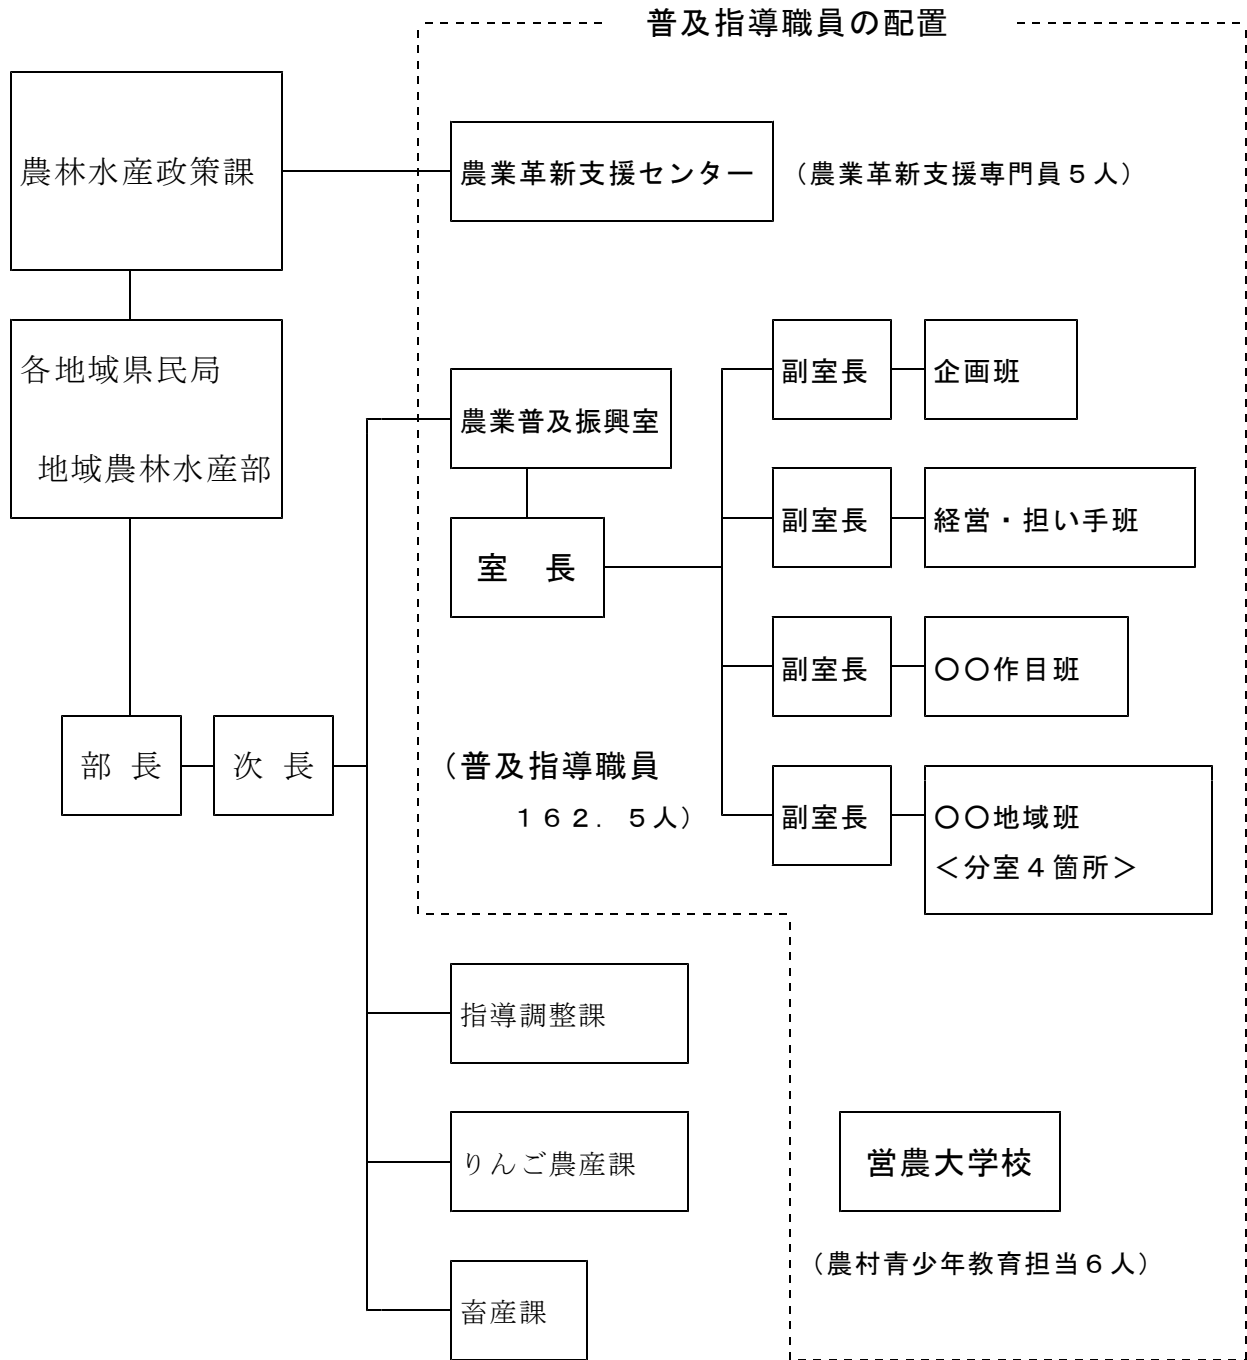 普及指導職員の配置
農林水産政策課
農業革新支援センター
（農業革新支援専門員５人）
各地域県民局
地域農林水産部
農業普及振興室
室　長
副室長
企画班
副室長
経営・担い手班
副室長
○○作目班
副室長
○○地域班
＜分室４箇所＞
部 長
次 長
（普及指導職員
１６２．５人）
指導調整課
りんご農産課
畜産課
営農大学校
（農村青少年教育担当６人）